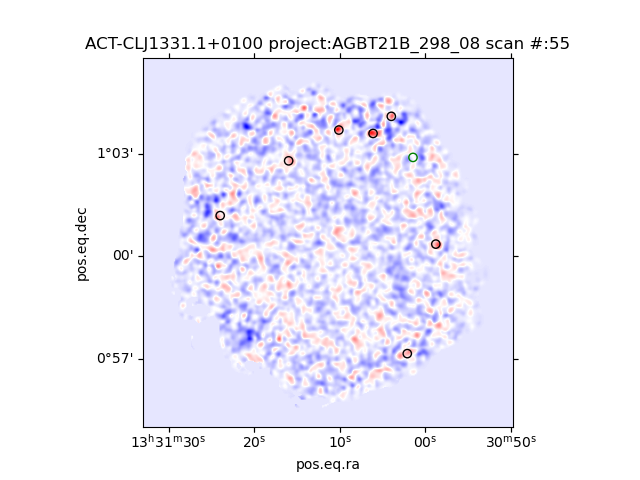 ACT-CLJ1331.1+0100 project:AGBT21B_298_08 scan #:55
1°03'
00'
0°57'
pos.eq.dec
13ʰ31ᵐ30ˢ 20ˢ 10ˢ 00ˢ 30ᵐ50ˢ
pos.eq.ra